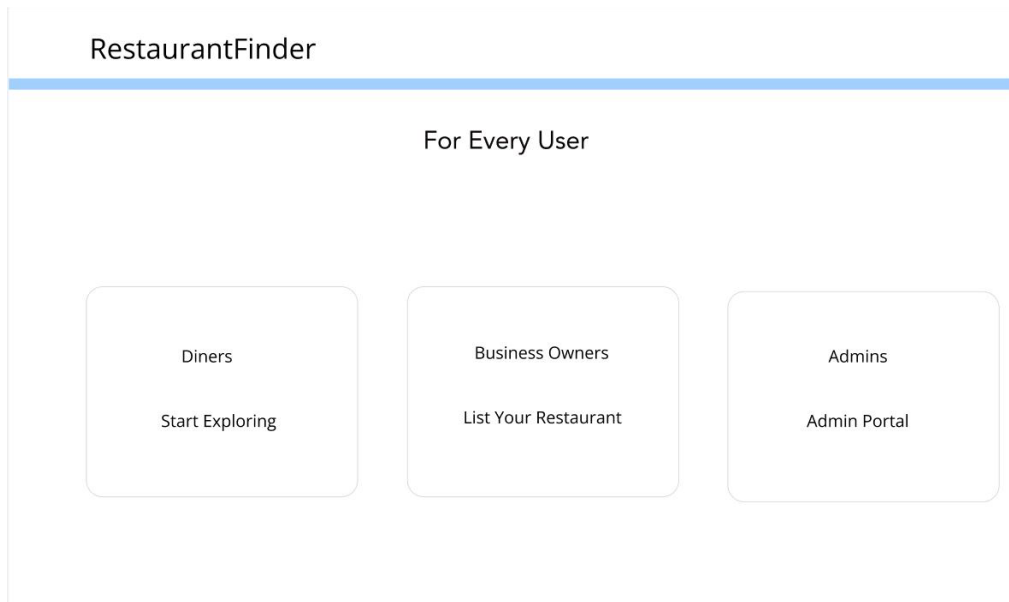 RestaurantFinder
For Every User
Diners
Start Exploring
Business Owners
List Your Restaurant
Admins
Admin Portal